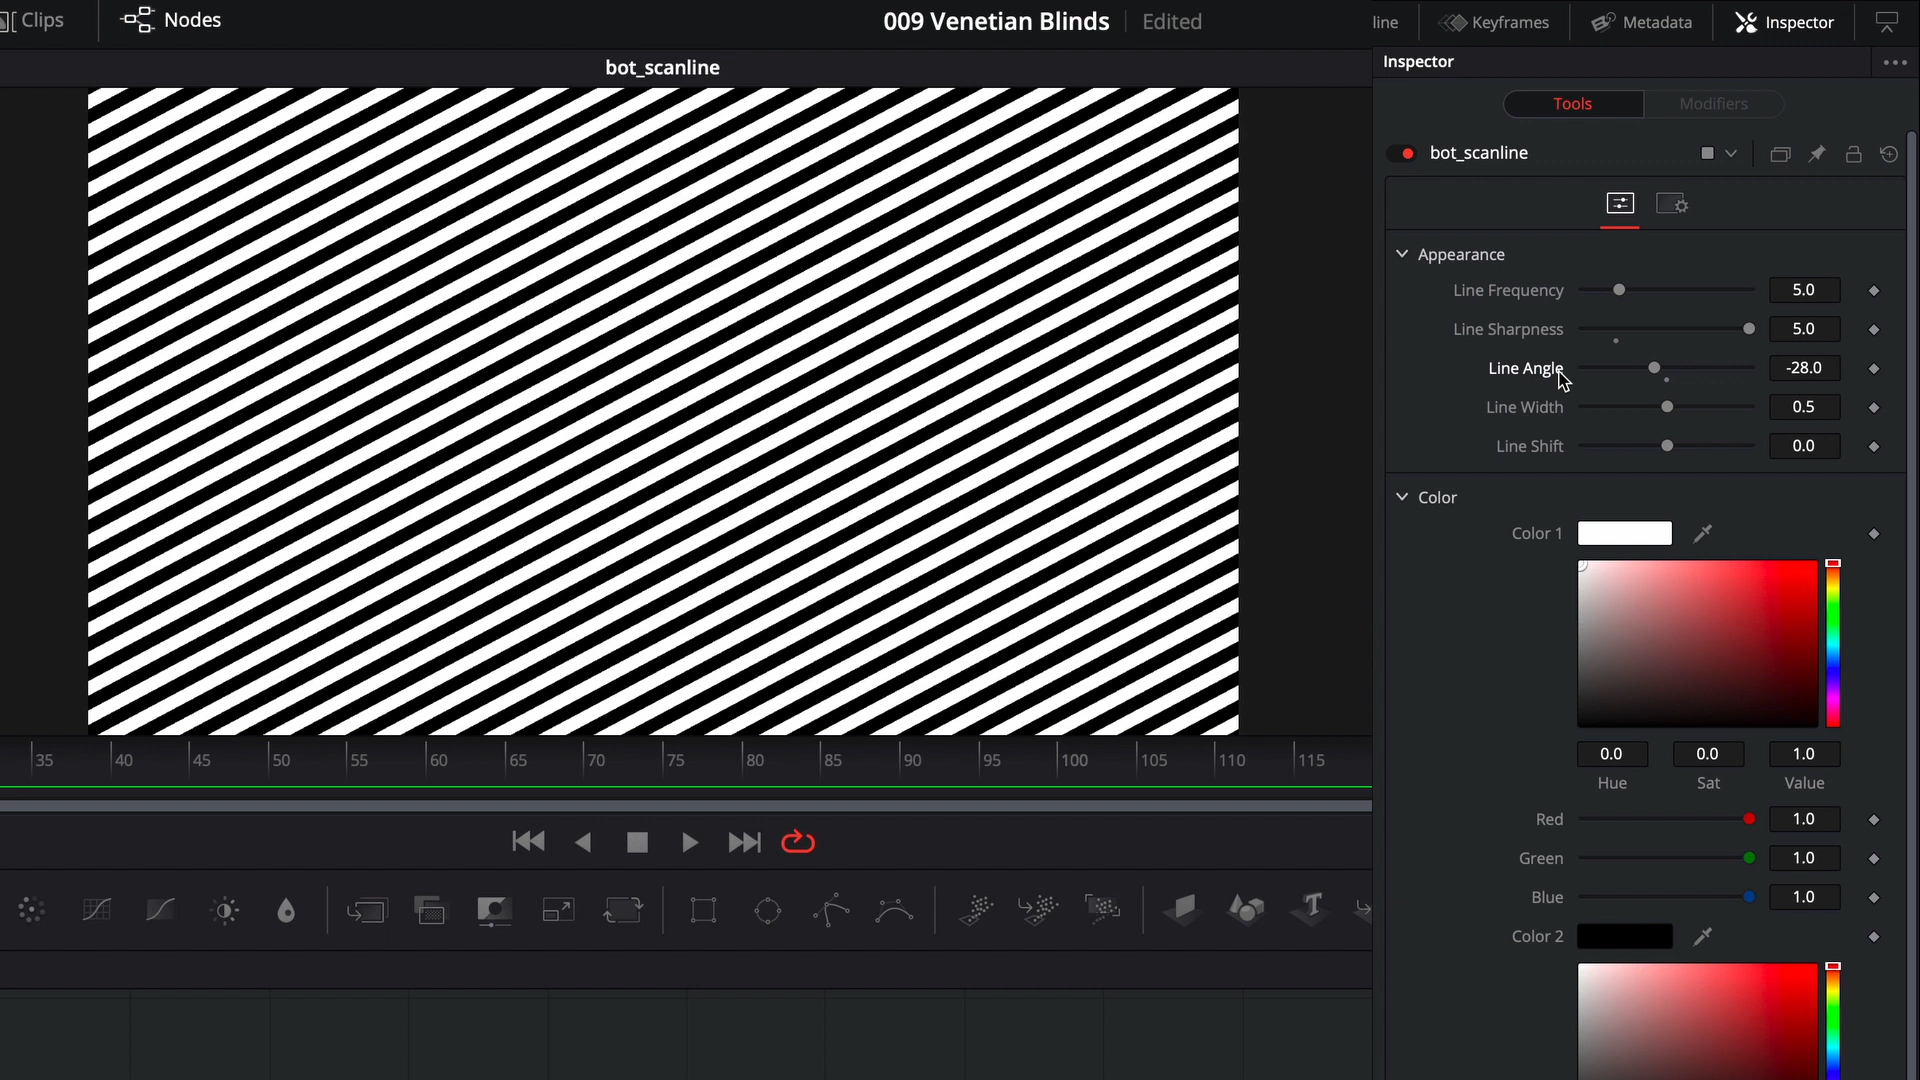 Clips
Nodes
009 Venetian Blinds
Edited
line
Keyframes
Metadata
Inspector
bot_scanline
Inspector
Tools
Modifiers
bot_scanline
Appearance
Line Frequency 5.0
Line Sharpness 5.0
Line Angle -28.0
Line Width 0.5
Line Shift 0.0
Color
Color 1
0.0 0.0 1.0
Hue Sat Value
Red 1.0
Green 1.0
Blue 1.0
Color 2
35 40 45 50 55 60 65 70 75 80 85 90 95 100 105 110 115
T